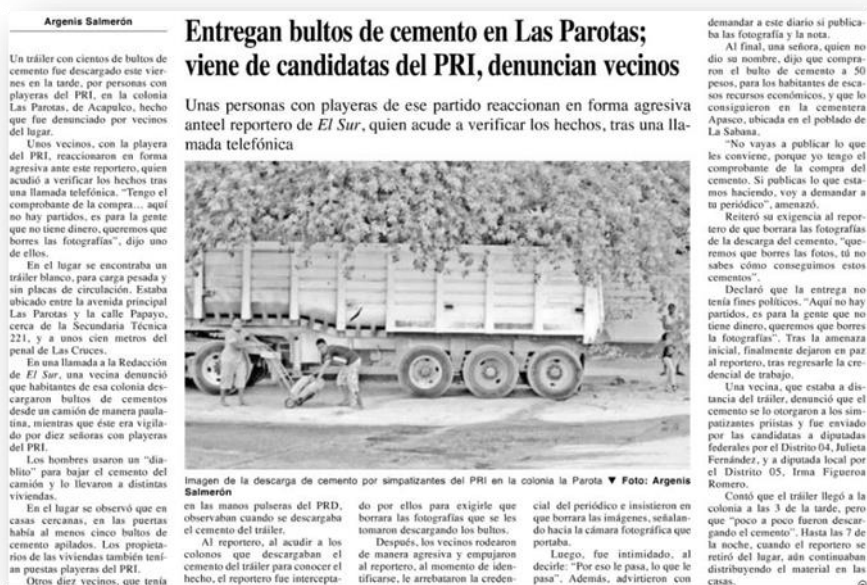 Argenis Salmerón
Un tráiler con cientos de bultos de
cemento fue descargado este vier-
nes en la tarde, por personas con
playeras del PRI, en la colonia
Las Parotas, de Acapulco, hecho
que fue denunciado por vecinos
del lugar.
Unos vecinos, con la playera
del PRI, reaccionaron en forma
agresiva ante este reportero, quien
acudió a verificar los hechos tras
una llamada telefónica. “Tengo el
comprobante de la compra... aquí
no hay partidos, es para la gente
que no tiene dinero, queremos que
borres las fotografías”, dijo uno
de ellos.
En el lugar se encontraba un
tráiler blanco, para carga pesada y
sin placas de circulación. Estaba
ubicado entre la avenida principal
Las Parotas y la calle Papayo,
cerca de la Secundaria Técnica
221, y a unos cien metros del
penal de Las Cruces.
En una llamada a la Redacción
de El Sur, una vecina denunció
que habitantes de esa colonia des-
cargaron bultos de cementos
desde un camión de manera paula-
tina, mientras que éste era vigila-
do por diez señoras con playeras
del PRI.
Los hombres usaron un “dia-
blito” para bajar el cemento del
camión y lo llevaron a distintas
viviendas.
En el lugar se observó que en
casas cercanas, en las puertas
había al menos cinco bultos de
cemento apilados. Los propieta-
rios de las viviendas también tení-
an puestas playeras del PRI.
Otros diez vecinos, que tenía
Entregan bultos de cemento en Las Parotas;
viene de candidatas del PRI, denuncian vecinos
Unas personas con playeras de ese partido reaccionan en forma agresiva
anteel reportero de El Sur, quien acude a verificar los hechos, tras una lla-
mada telefónica
Imagen de la descarga de cemento por simpatizantes del PRI en la colonia la Parota ▼ Foto: Argenis
Salmerón
en las manos pulseras del PRD,
observaban cuando se descargaba
el cemento del tráiler.
Al reportero, al acudir a los
colonos que descargaban el
cemento del tráiler para conocer el
hecho, el reportero fue intercepta-
do por ellos para exigirle que
borrara las fotografías que se les
tomaron descargando los bultos.
Después, los vecinos rodearon
de manera agresiva y empujaron
al reportero, al momento de iden-
tificarse, le arrebataron la creden-
cial del periodico e insistieron en
que borrara las imágenes, señalan-
do hacia la cámara fotográfica que
portaba.
Luego, fue intimidado, al
decirle: “Por eso le pasa, lo que le
pasa”. Además, advirtieron con
demandar a este diario si publica-
ba las fotografía y la nota.
Al final, una señora, quien no
dio su nombre, dijo que compra-
ron el bulto de cemento a 50
pesos, para los habitantes de esca-
sos recursos económicos, y que lo
consiguieron en la cementera
Apasco, ubicada en el poblado de
La Sabana.
“No vayas a publicar lo que
les conviene, porque yo tengo el
comprobante de la compra del
cemento. Si publicas lo que esta-
mos haciendo, voy a demandar a
tu periódico”, amenazó.
Reiteró su exigencia al repor-
tero de que borrara las fotografías
de la descarga del cemento, “que-
remos que borres las fotos, tú no
sabes cómo conseguimos estos
cementos”.
Declaró que la entrega no
tenía fines políticos. “Aquí no hay
partidos, es para la gente que no
tiene dinero, queremos que borres
la fotografías”. Tras la amenaza
inicial, finalmente dejaron en paz
al reportero, tras regresarle la cre-
dencial de trabajo.
Una vecina, que estaba a dis-
tancia del tráiler, denunció que el
cemento se lo otorgaron a los sim-
patizantes priistas y fue enviado
por las candidatas a diputadas
federales por el Distrito 04, Julieta
Fernández, y a diputada local por
el Distrito 05, Irma Figueroa
Romero.
Contó que el tráiler llegó a la
colonia a las 3 de la tarde, pero
que “poco a poco fueron descar-
gando el cemento”. Hasta las 7 de
la noche, cuando el reportero se
retiró del lugar, aún continuaban
distribuyendo el material en las
casas.